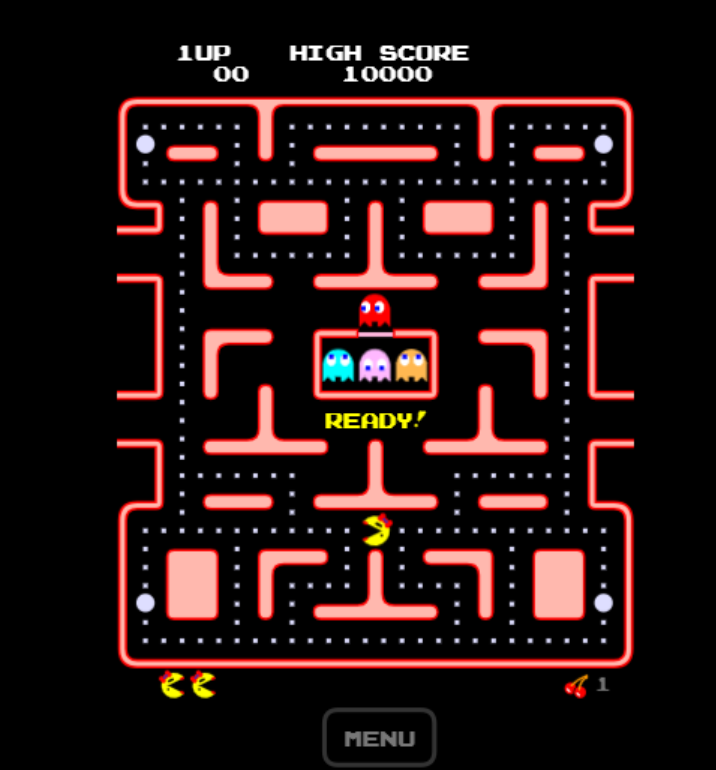 1UP HIGH SCORE
00 10000
READY!
1
MENU